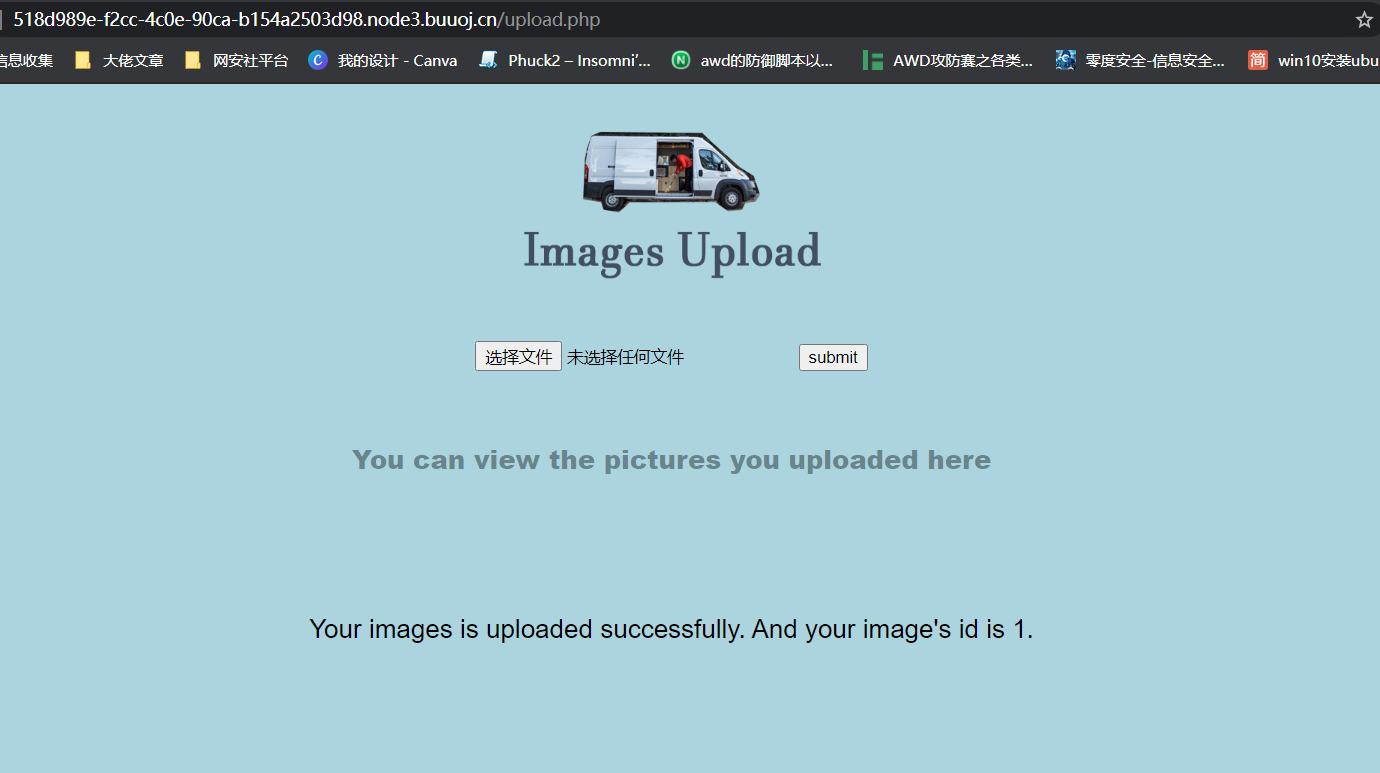 518d989e-f2cc-4c0e-90ca-b154a2503d98.node3.buuoj.cn/upload.php
信息收集 大佬文章 网安社平台 我的设计 - Canva Phuck2 – Insomni’... awd的防御脚本以... AWD攻防赛之各类... 零度安全-信息安全... win10安装ubu
Images Upload
选择文件 未选择任何文件 submit
You can view the pictures you uploaded here
Your images is uploaded successfully. And your image's id is 1.